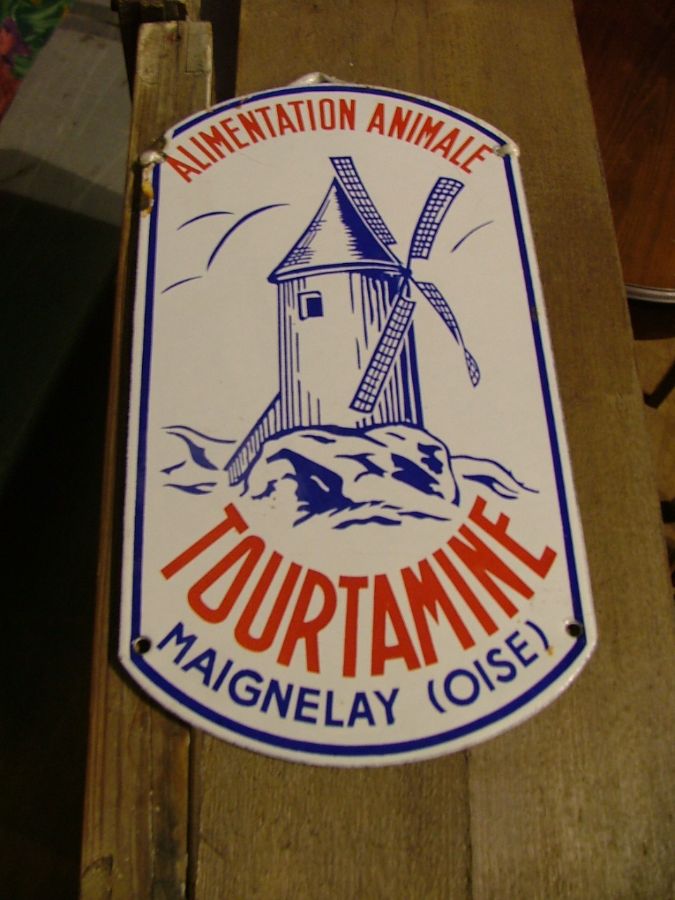 ALIMENTATION ANIMALE
TOURTAMINE
MAIGNELAY (OISE)